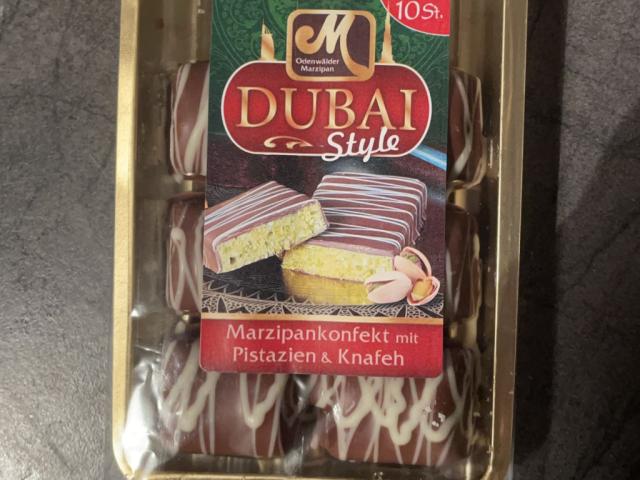 10St.
M
Odenwälder
Marzipan
DUBAI
Style
Marzipankonfekt mit
Pistazien & Knafeh